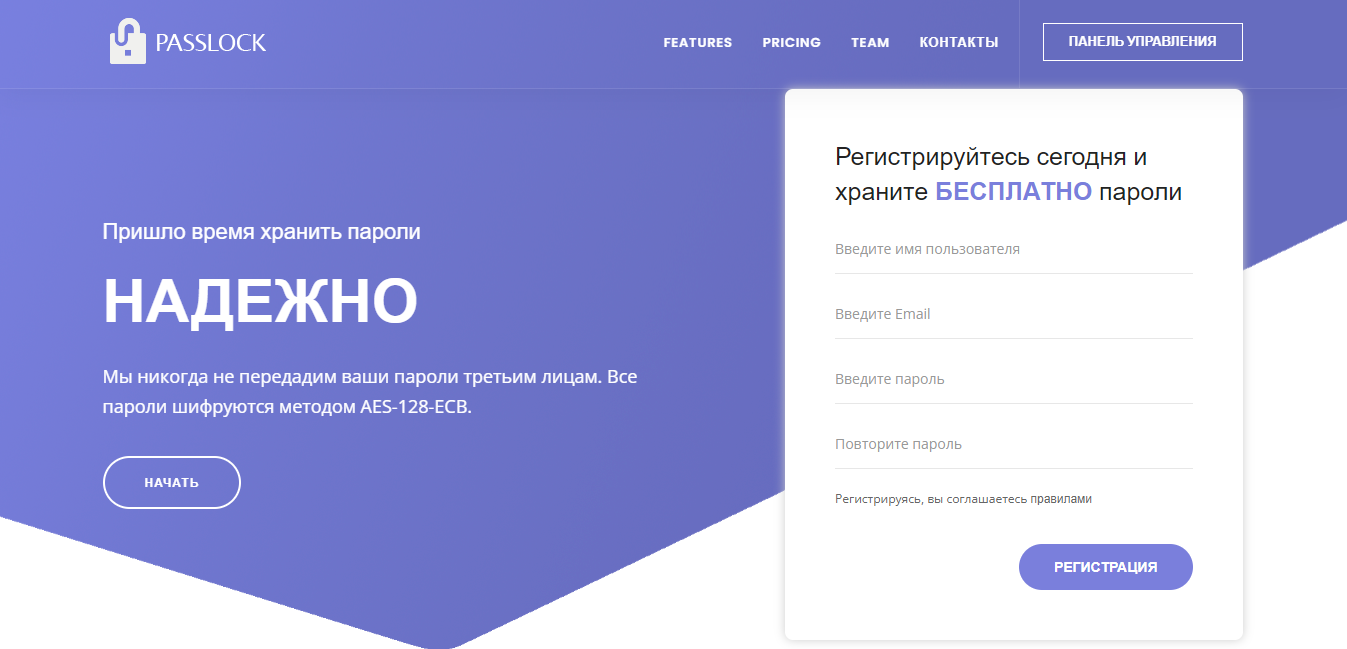 PASSLOCK
FEATURES
PRICING
TEAM
КОНТАКТЫ
ПАНЕЛЬ УПРАВЛЕНИЯ
Пришло время хранить пароли
НАДЕЖНО
Мы никогда не передадим ваши пароли третьим лицам. Все
пароли шифруются методом AES-128-ECB.
НАЧАТЬ
Регистрируйтесь сегодня и
храните БЕСПЛАТНО пароли
Введите имя пользователя
Введите Email
Введите пароль
Повторите пароль
Регистрируясь, вы соглашаетесь правилами
РЕГИСТРАЦИЯ